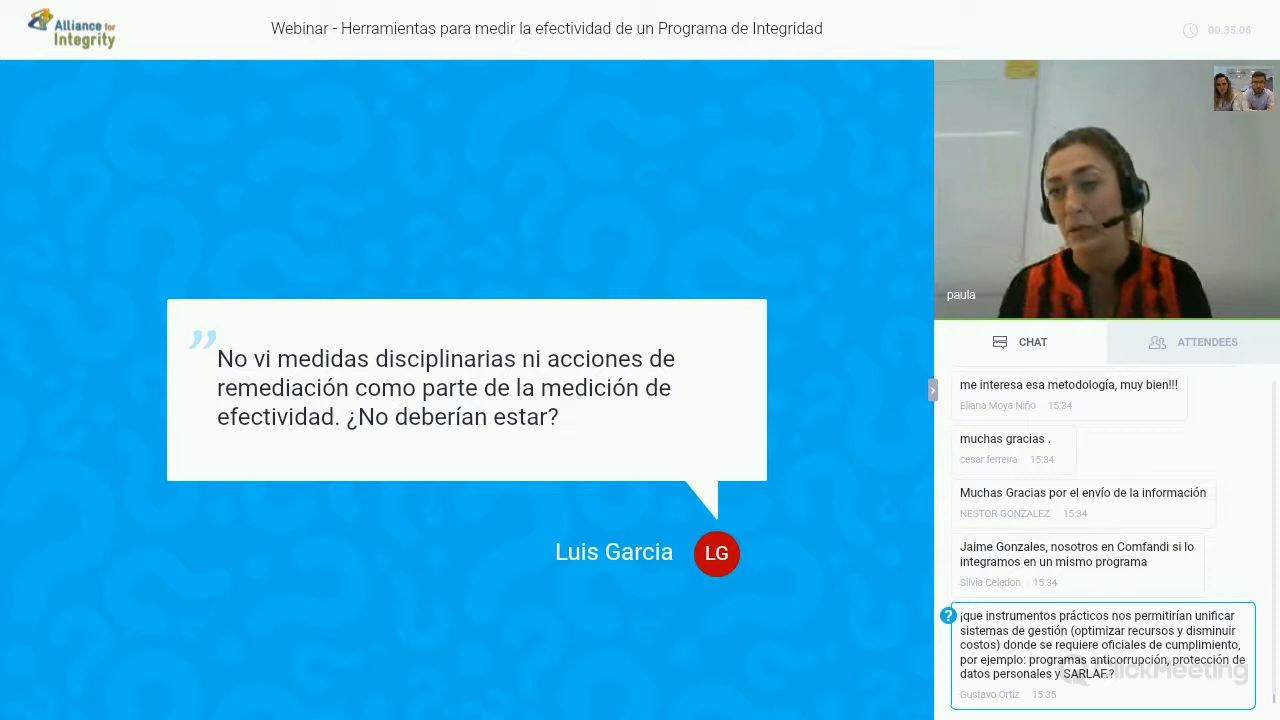 Alliance for
Integrity
Webinar - Herramientas para medir la efectividad de un Programa de Integridad
00:35:05
No vi medidas disciplinarias ni acciones de
remediación como parte de la medición de
efectividad. ¿No deberían estar?
Luis Garcia
LG
paula
CHAT
ATTENDEES
me interesa esa metodología, muy bien!!!
Eliana Moya Niño 15:34
muchas gracias .
cesar ferreira 15:34
Muchas Gracias por el envío de la información
NESTOR GONZALEZ 15:34
Jaime Gonzales, nosotros en Comfandi si lo
integramos en un mismo programa
Silvia Celedon 15:34
? ¡que instrumentos prácticos nos permitirían unificar
sistemas de gestión (optimizar recursos y disminuir
costos) donde se requiere oficiales de cumplimiento,
por ejemplo: programas anticorrupción, protección de
datos personales y SARLAF.?
ClickMeeting
Gustavo Ortiz 15:35